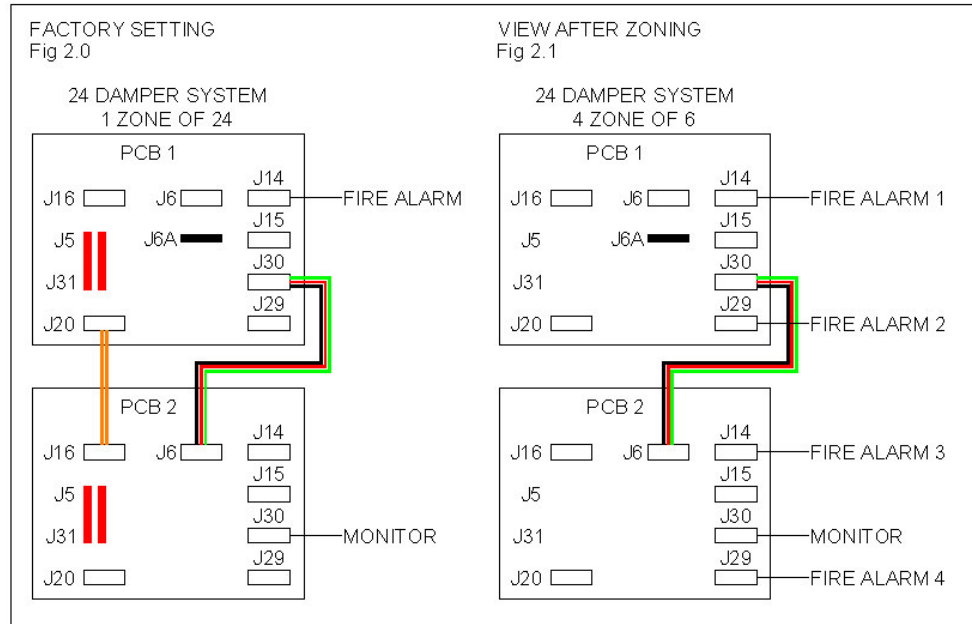 FACTORY SETTING
Fig 2.0
24 DAMPER SYSTEM
1 ZONE OF 24
PCB 1
J14
J16
J6
FIRE ALARM
J15
J5
J6A
J30
J31
J29
J20
PCB 2
J14
J16
J6
J15
J5
J30
J31
MONITOR
J29
J20
VIEW AFTER ZONING
Fig 2.1
24 DAMPER SYSTEM
4 ZONE OF 6
PCB 1
J14
J16
J6
FIRE ALARM 1
J15
J5
J6A
J30
J31
J29
J20
FIRE ALARM 2
PCB 2
J14
J16
J6
FIRE ALARM 3
J15
J5
J30
J31
MONITOR
J29
J20
FIRE ALARM 4